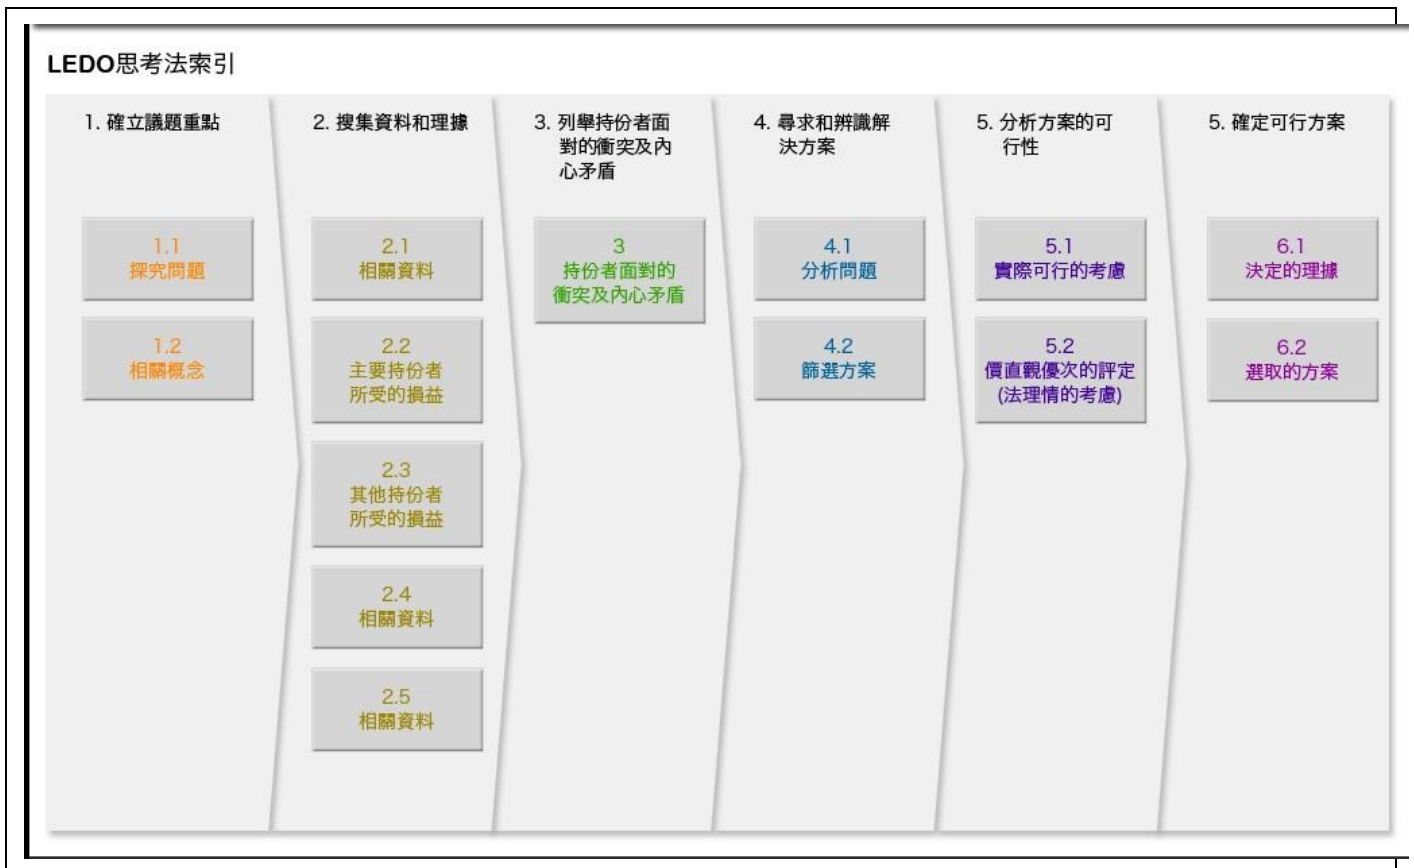 LEDO思考法索引
1. 確立議題重點
1.1
探究問題
1.2
相關概念
2. 搜集資料和理據
2.1
相關資料
2.2
主要持份者
所受的損益
2.3
其他持份者
所受的損益
2.4
相關資料
2.5
相關資料
3. 列舉持份者面
對的衝突及內
心矛盾
3
持份者面對的
衝突及內心矛盾
4. 尋求和辨識解
決方案
4.1
分析問題
4.2
篩選方案
5. 分析方案的可
行性
5.1
實際可行的考慮
5.2
價直觀優次的評定
(法理情的考慮)
5. 確定可行方案
6.1
決定的理據
6.2
選取的方案